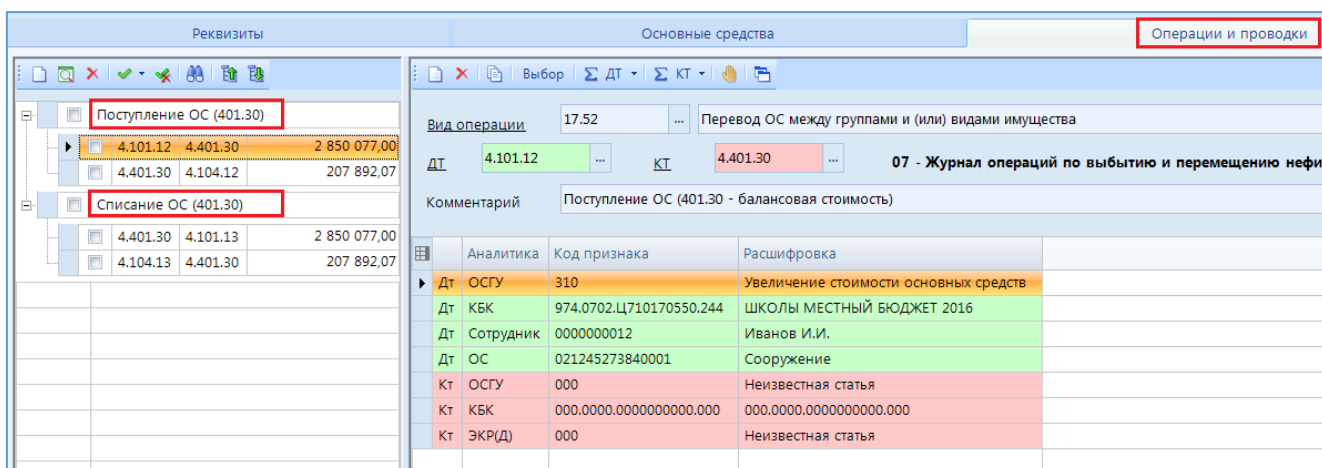 Реквизиты
Основные средства
Операции и проводки
Выбор Σ ДТ Σ КТ
Поступление ОС (401.30)
4.101.12 4.401.30 2 850 077,00
4.401.30 4.104.12 207 892,07
Списание ОС (401.30)
4.401.30 4.101.13 2 850 077,00
4.104.13 4.401.30 207 892,07
Вид операции 17.52 ... Перевод ОС между группами и (или) видами имущества
ДТ 4.101.12 ... КТ 4.401.30 ... 07 - Журнал операций по выбытию и перемещению нефи
Комментарий Поступление ОС (401.30 - балансовая стоимость)
Аналитика Код признака Расшифровка
Дт ОСГУ 310 Увеличение стоимости основных средств
Дт КБК 974.0702.Ц710170550.244 ШКОЛЫ МЕСТНЫЙ БЮДЖЕТ 2016
Дт Сотрудник 0000000012 Иванов И.И.
Дт ОС 021245273840001 Сооружение
Кт ОСГУ 000 Неизвестная статья
Кт КБК 000.0000.0000000000.000 000.0000.0000000000.000
Кт ЭКР(Д) 000 Неизвестная статья